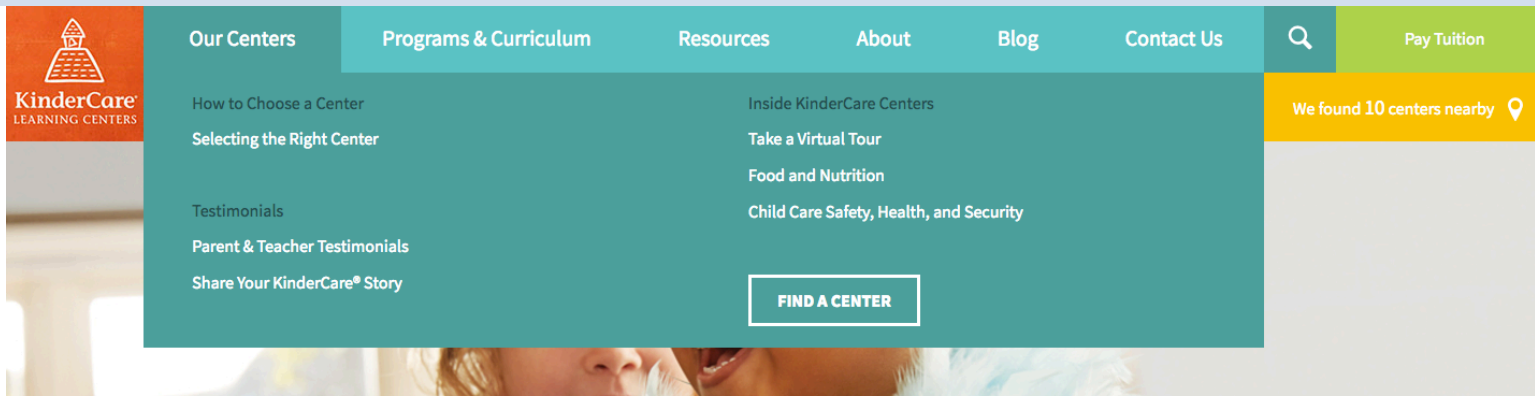 KinderCare®
LEARNING CENTERS
Our Centers
Programs & Curriculum
Resources
About
Blog
Contact Us
Pay Tuition
We found 10 centers nearby
How to Choose a Center
Selecting the Right Center
Testimonials
Parent & Teacher Testimonials
Share Your KinderCare® Story
Inside KinderCare Centers
Take a Virtual Tour
Food and Nutrition
Child Care Safety, Health, and Security
FIND A CENTER